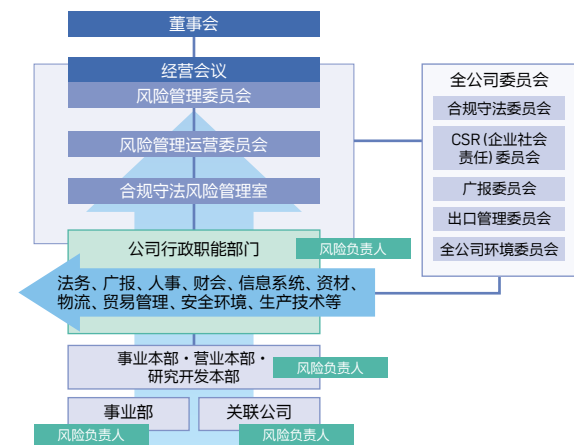 董事会
经营会议
风险管理委员会
风险管理运营委员会
合规守法风险管理室
公司行政职能部门
风险负责人
法务、广报、人事、财会、信息系统、资材、
物流、贸易管理、安全环境、生产技术等
事业本部・营业本部・
研究开发本部
风险负责人
事业部
关联公司
风险负责人
风险负责人
全公司委员会
合规守法委员会
CSR (企业社会
责任) 委员会
广报委员会
出口管理委员会
全公司环境委员会